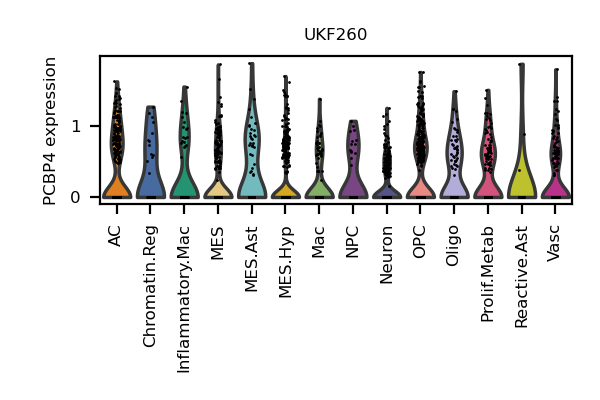 UKF260
PCBP4 expression
1
0
AC
Chromatin.Reg
Inflammatory.Mac
MES
MES.Ast
MES.Hyp
Mac
NPC
Neuron
OPC
Oligo
Prolif.Metab
Reactive.Ast
Vasc